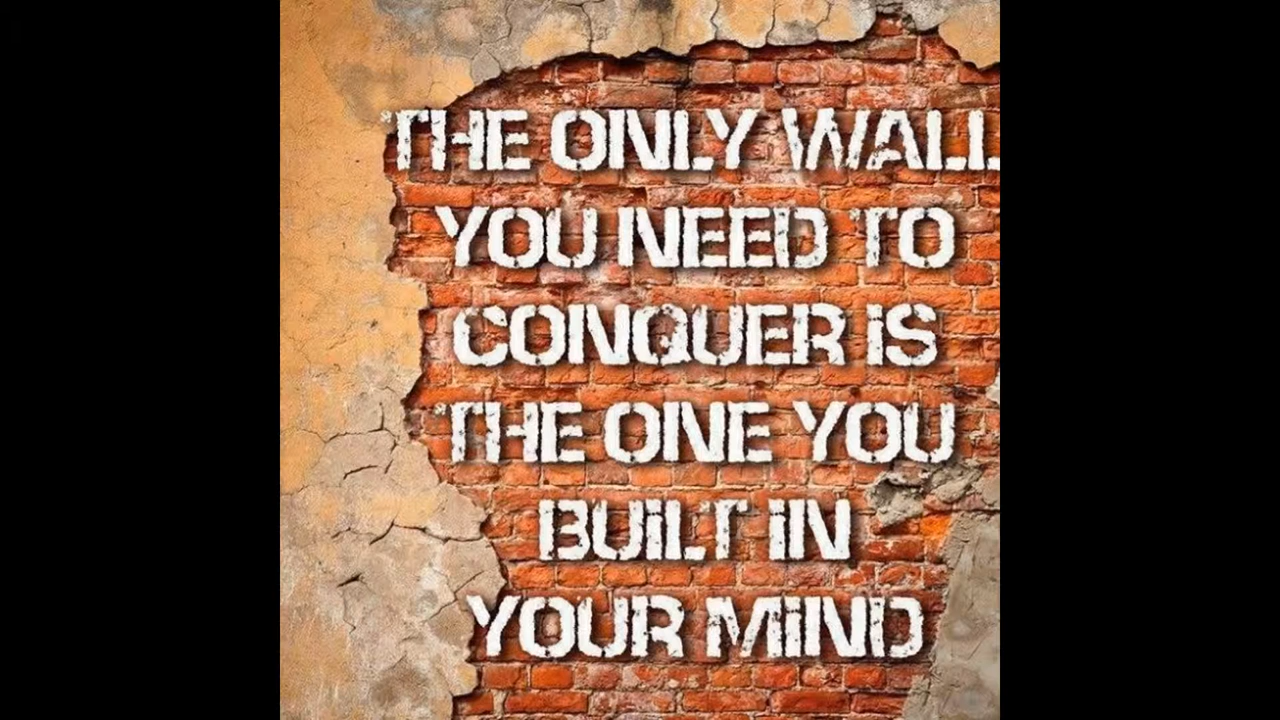 THE ONLY WALL
YOU NEED TO
CONQUER IS
THE ONE YOU
BUILT IN
YOUR MIND